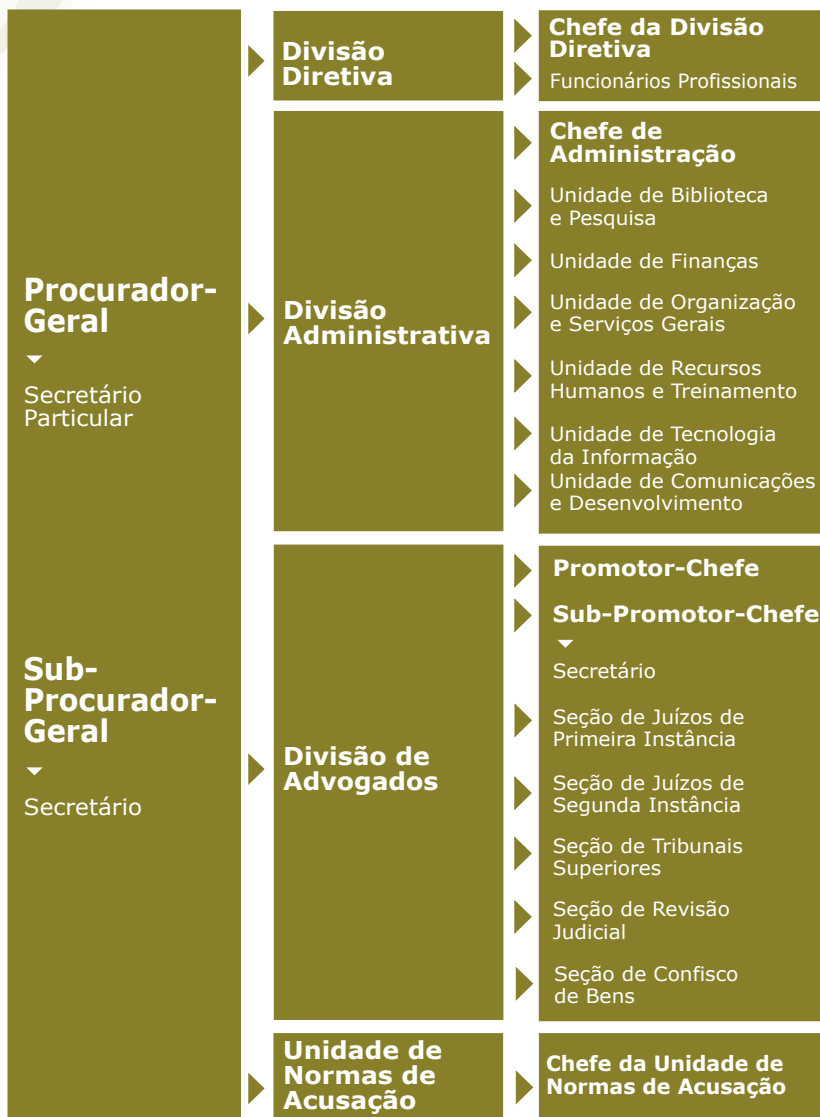 Procurador-
Geral
Secretário
Particular
Sub-
Procurador-
Geral
Secretário
Divisão
Diretiva
Chefe da Divisão
Diretiva
Funcionários Profissionais
Divisão
Administrativa
Chefe de
Administração
Unidade de Biblioteca
e Pesquisa
Unidade de Finanças
Unidade de Organização
e Serviços Gerais
Unidade de Recursos
Humanos e Treinamento
Unidade de Tecnologia
da Informação
Unidade de Comunicações
e Desenvolvimento
Divisão de
Advogados
Promotor-Chefe
Sub-Promotor-Chefe
Secretário
Seção de Juízos de
Primeira Instância
Seção de Juízos de
Segunda Instância
Seção de Tribunais
Superiores
Seção de Revisão
Judicial
Seção de Confisco
de Bens
Unidade de
Normas de
Acusação
Chefe da Unidade de
Normas de Acusação